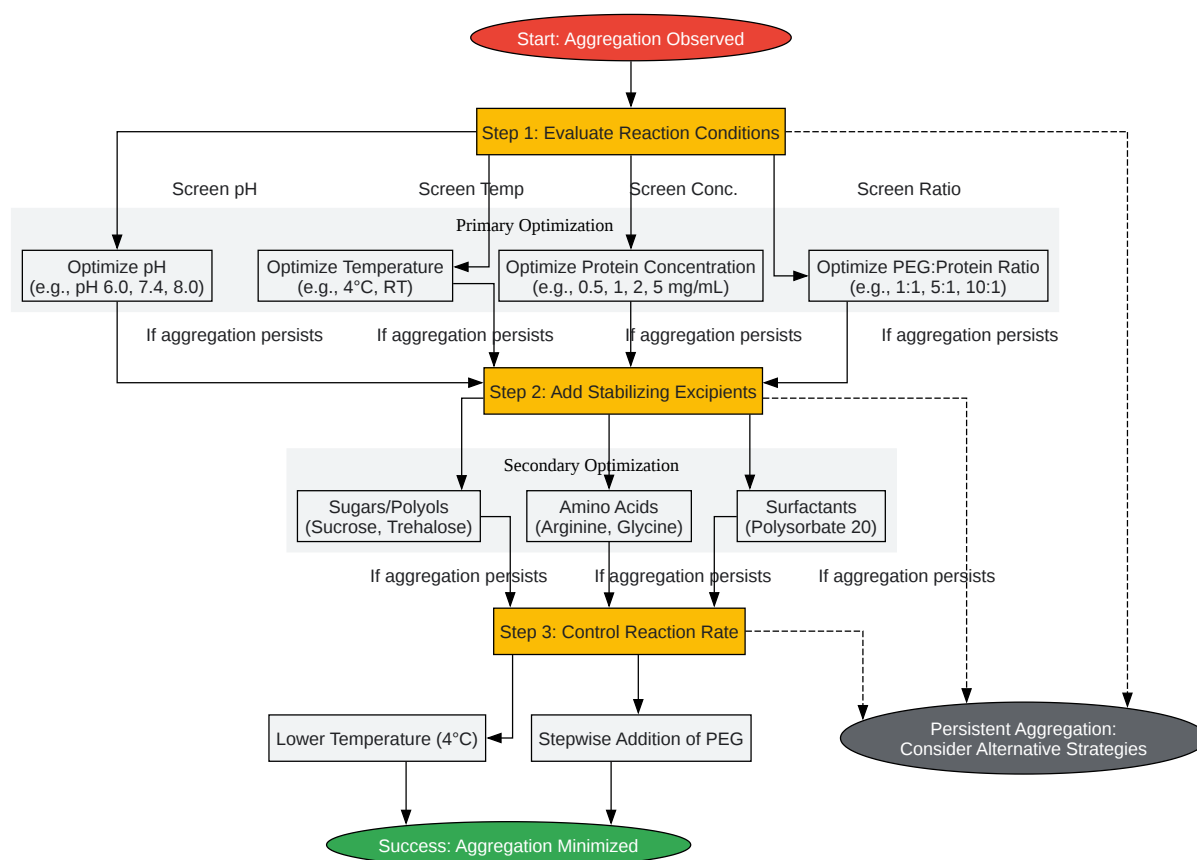 Start: Aggregation Observed
Step 1: Evaluate Reaction Conditions
Screen pH
Screen Temp
Screen Conc.
Screen Ratio
Primary Optimization
Optimize pH
(e.g., pH 6.0, 7.4, 8.0)
Optimize Temperature
(e.g., 4°C, RT)
Optimize Protein Concentration
(e.g., 0.5, 1, 2, 5 mg/mL)
Optimize PEG:Protein Ratio
(e.g., 1:1, 5:1, 10:1)
If aggregation persists
If aggregation persists
If aggregation persists
If aggregation persists
Step 2: Add Stabilizing Excipients
Secondary Optimization
Sugars/Polyols
(Sucrose, Trehalose)
Amino Acids
(Arginine, Glycine)
Surfactants
(Polysorbate 20)
If aggregation persists
If aggregation persists
If aggregation persists
Step 3: Control Reaction Rate
Lower Temperature (4°C)
Stepwise Addition of PEG
Persistent Aggregation:
Consider Alternative Strategies
Success: Aggregation Minimized